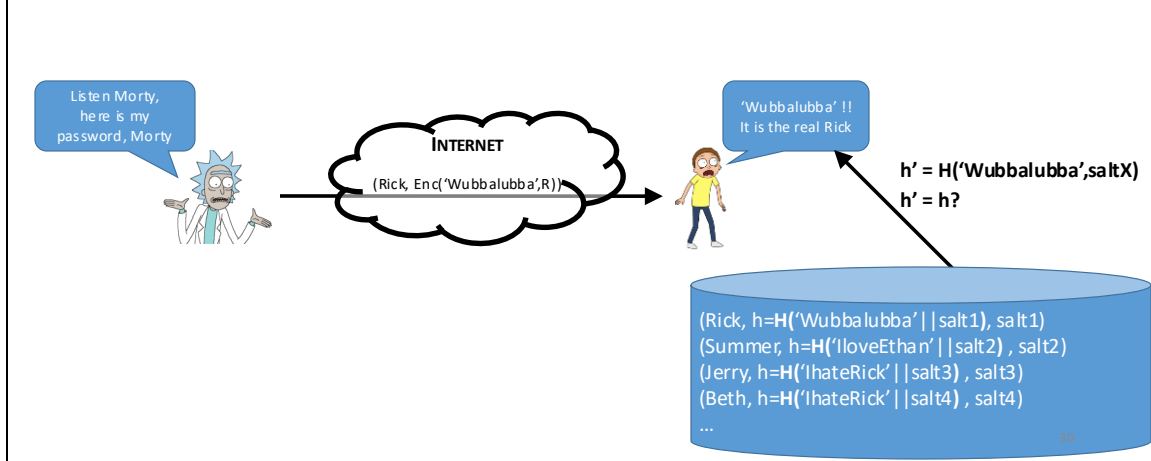 Listen Morty,
here is my
password, Morty
INTERNET
(Rick, Enc('Wubbalubba',R))
‘Wubbalubba’ !!
It is the real Rick
h’ = H(‘Wubbalubba’,saltX)
h’ = h?
(Rick, h=H(‘Wubbalubba’||salt1), salt1)
(Summer, h=H(‘IloveEthan’||salt2) , salt2)
(Jerry, h=H(‘IhateRick’||salt3) , salt3)
(Beth, h=H(‘IhateRick’||salt4) , salt4)
...
30